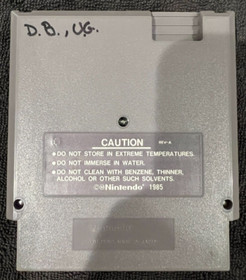 D.B., U.G.
CAUTION
REV-A
•DO NOT STORE IN EXTREME TEMPERATURES.
•DO NOT IMMERSE IN WATER.
•DO NOT CLEAN WITH BENZENE, THINNER,
ALCOHOL OR OTHER SUCH SOLVENTS.
©®Nintendo® 1985